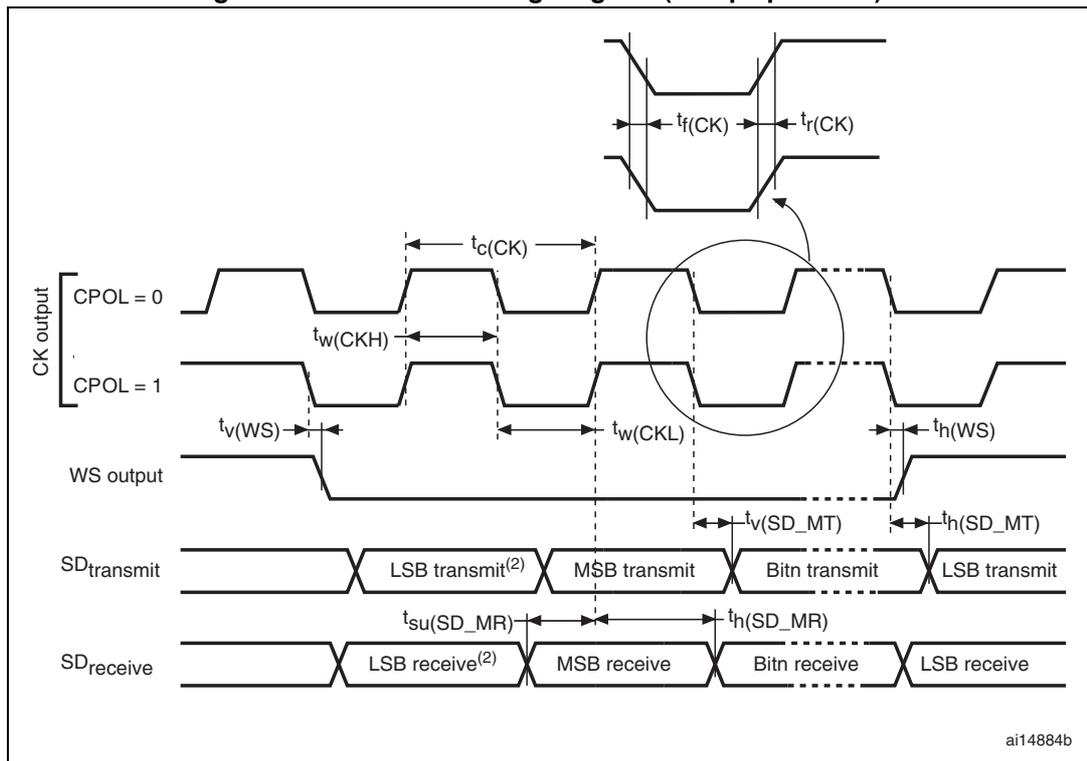 tf(CK)
tr(CK)
tc(CK)
CK output
CPOL = 0
tw(CKH)
CPOL = 1
tv(WS)
tw(CKL)
th(WS)
WS output
tv(SD_MT)
th(SD_MT)
SDtransmit
LSB transmit(2)
MSB transmit
Bitn transmit
LSB transmit
tsu(SD_MR)
th(SD_MR)
SDreceive
LSB receive(2)
MSB receive
Bitn receive
LSB receive
ai14884b